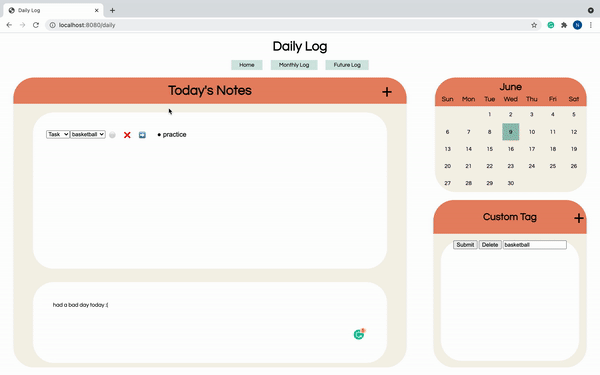 Daily Log
localhost:8080/daily
N
Daily Log
Home Monthly Log Future Log
Today's Notes +
Task basketball • practice
had a bad day today :(
June
Sun Mon Tue Wed Thu Fri Sat
1 2 3 4 5
6 7 8 9 10 11 12
13 14 15 16 17 18 19
20 21 22 23 24 25 26
27 28 29 30
Custom Tag +
Submit Delete basketball